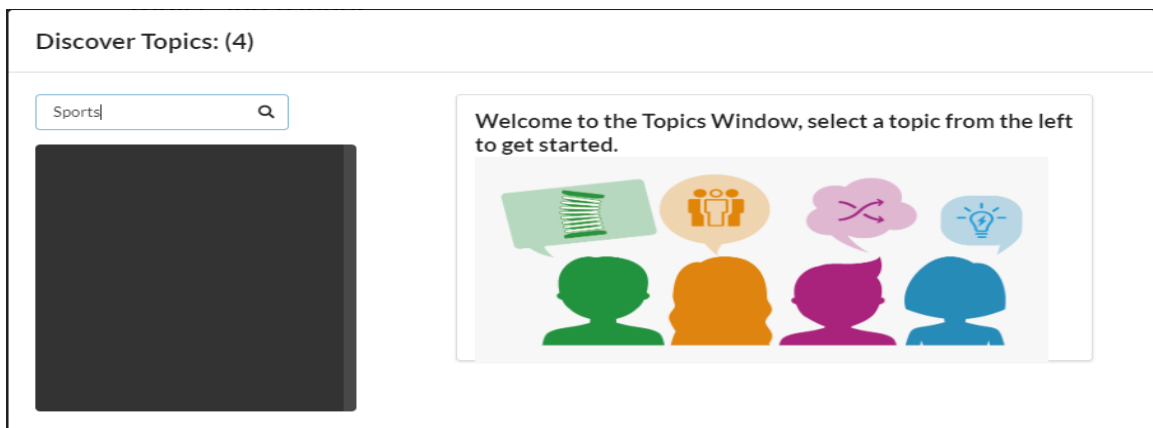 Discover Topics: (4)
Sports
Welcome to the Topics Window, select a topic from the left
to get started.